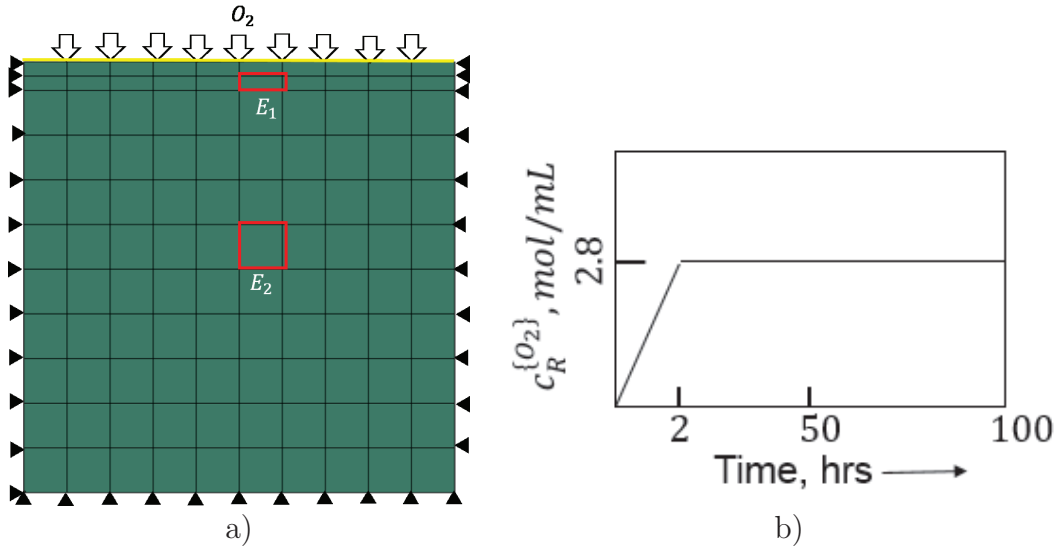 O₂
E₁
E₂
a)
c_R^{O₂}, mol/mL
2.8
2 50 100
Time, hrs
b)